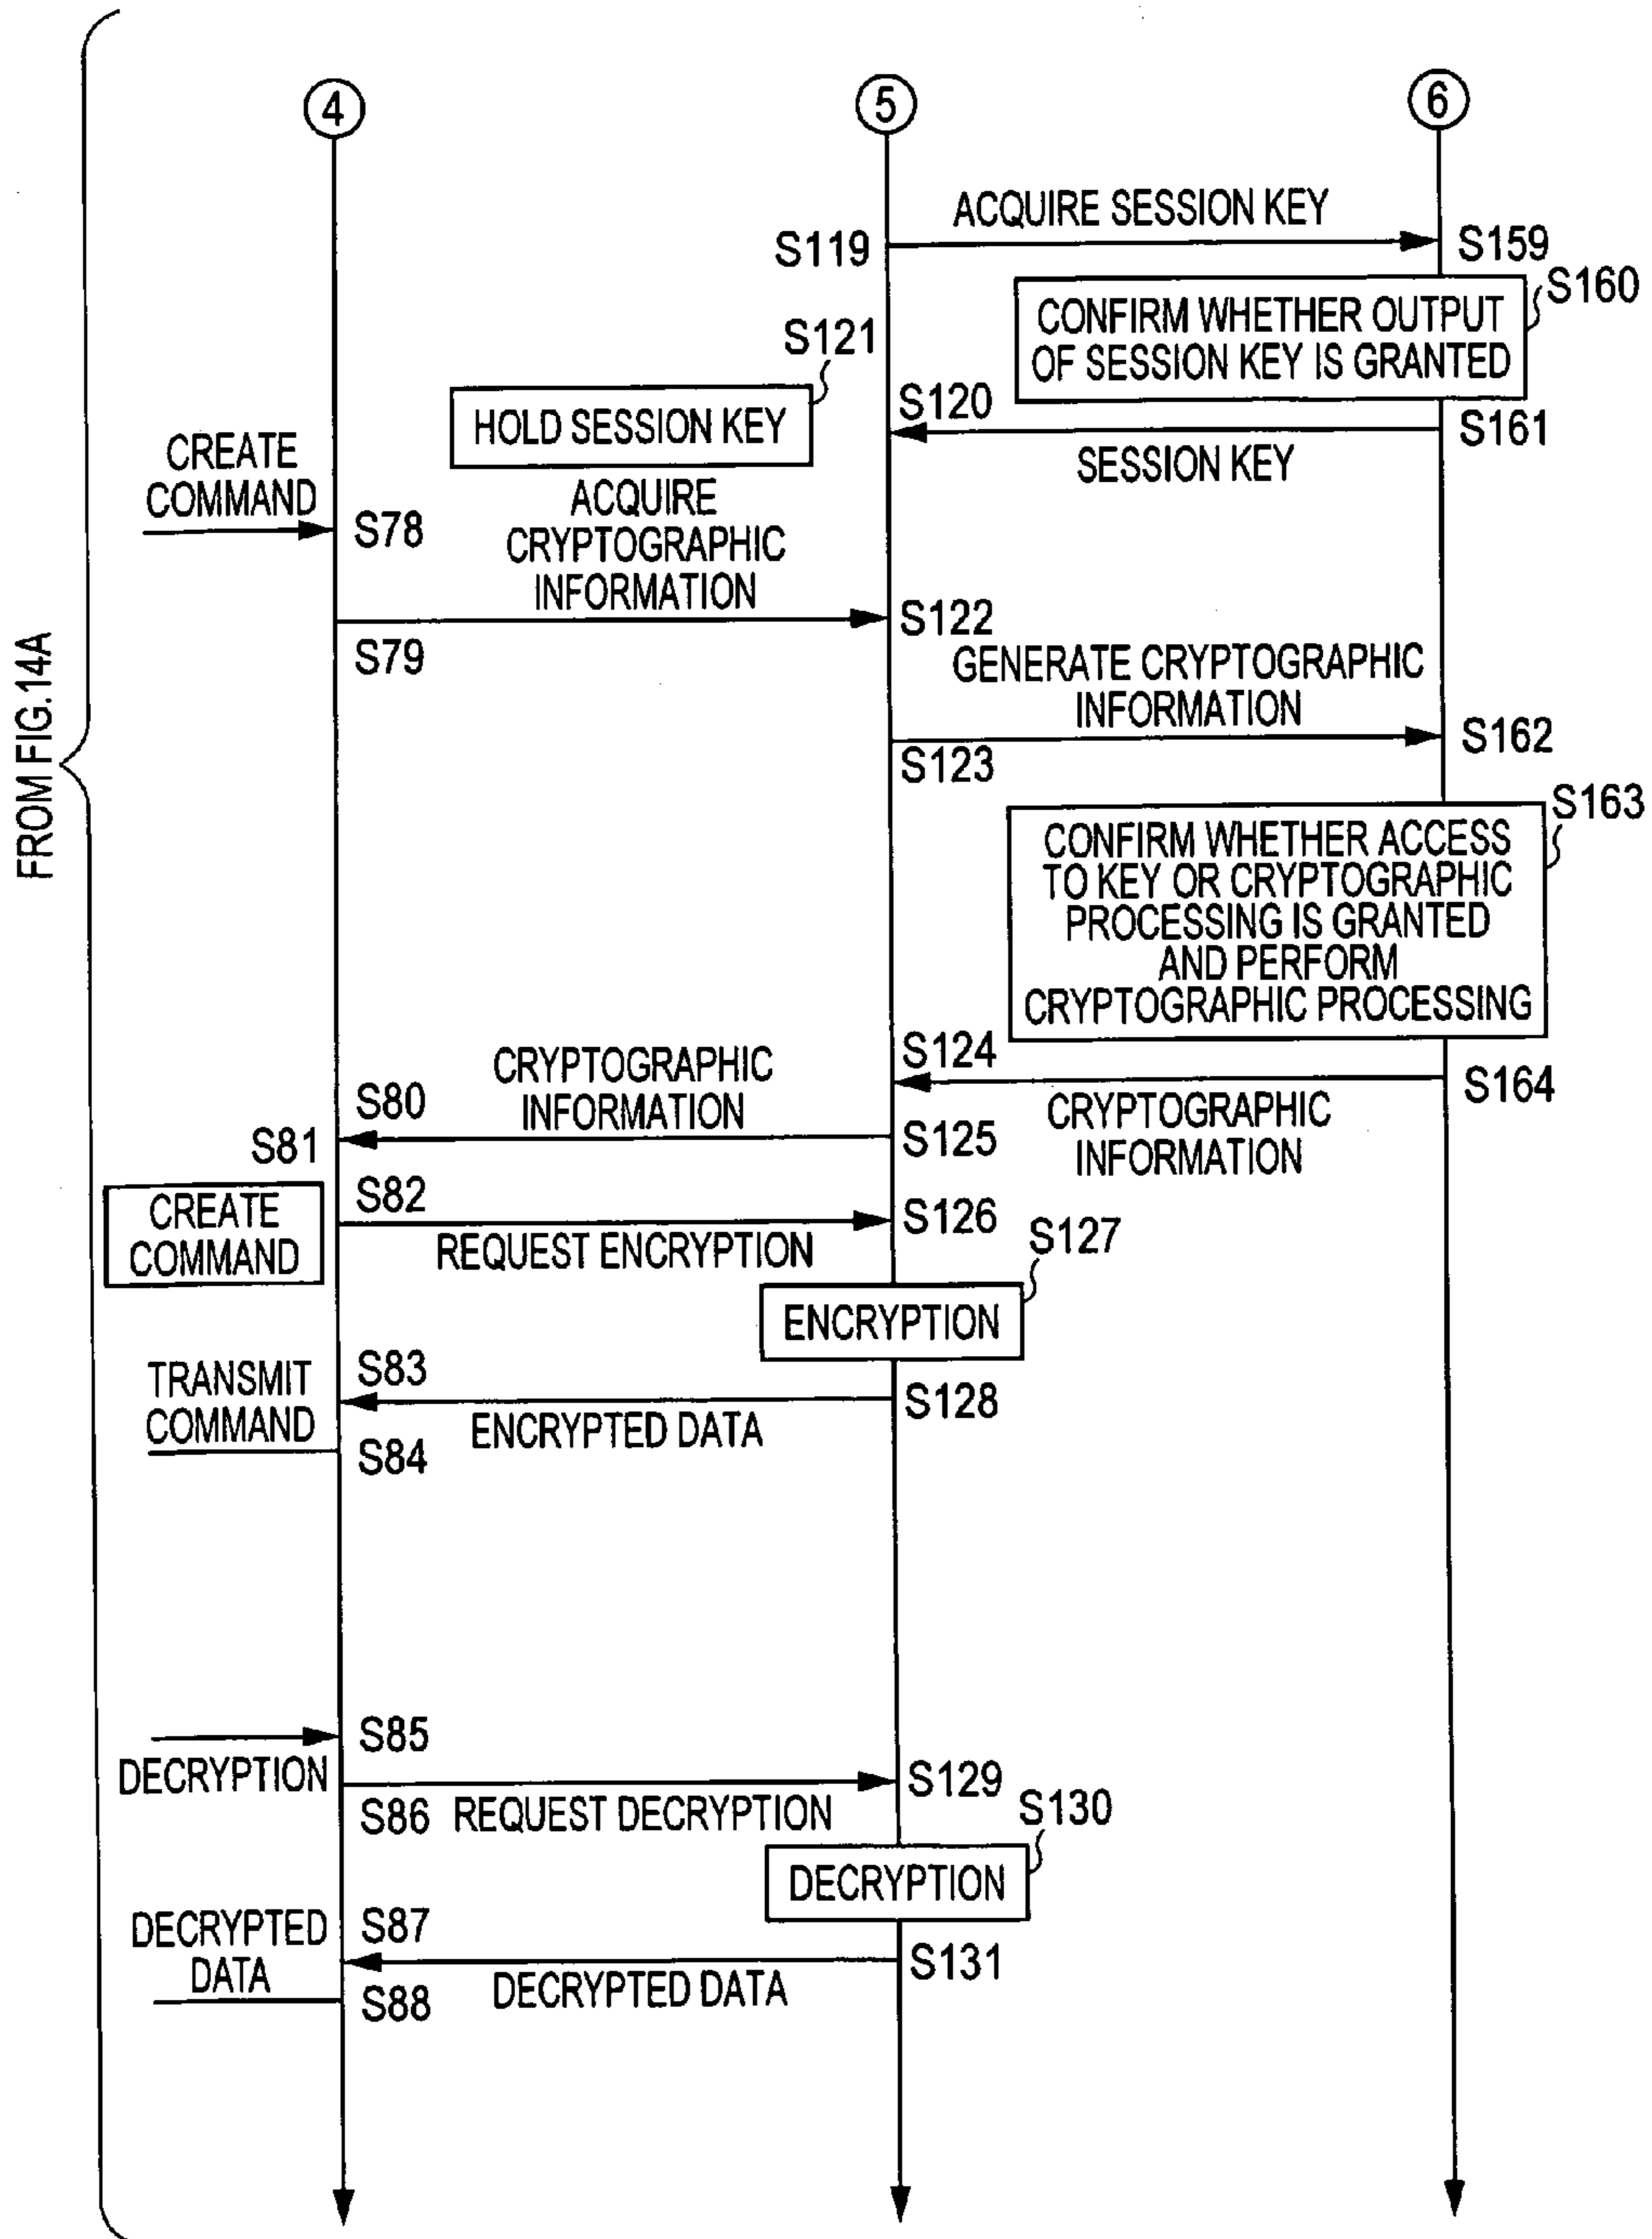 FROM FIG.14A
4
5
6
ACQUIRE SESSION KEY
S119
S159
S160
CONFIRM WHETHER OUTPUT
OF SESSION KEY IS GRANTED
S121
HOLD SESSION KEY
S120
S161
SESSION KEY
CREATE
COMMAND
S78
ACQUIRE
CRYPTOGRAPHIC
INFORMATION
S79
S122
GENERATE CRYPTOGRAPHIC
INFORMATION
S123
S162
S163
CONFIRM WHETHER ACCESS
TO KEY OR CRYPTOGRAPHIC
PROCESSING IS GRANTED
AND PERFORM
CRYPTOGRAPHIC PROCESSING
S124
S164
CRYPTOGRAPHIC
INFORMATION
CRYPTOGRAPHIC
INFORMATION
S80
S125
S81
CREATE
COMMAND
S82
S126
REQUEST ENCRYPTION
S127
ENCRYPTION
TRANSMIT
COMMAND
S83
S128
ENCRYPTED DATA
S84
S85
DECRYPTION
S86
REQUEST DECRYPTION
S129
S130
DECRYPTION
DECRYPTED
DATA
S87
S131
DECRYPTED DATA
S88